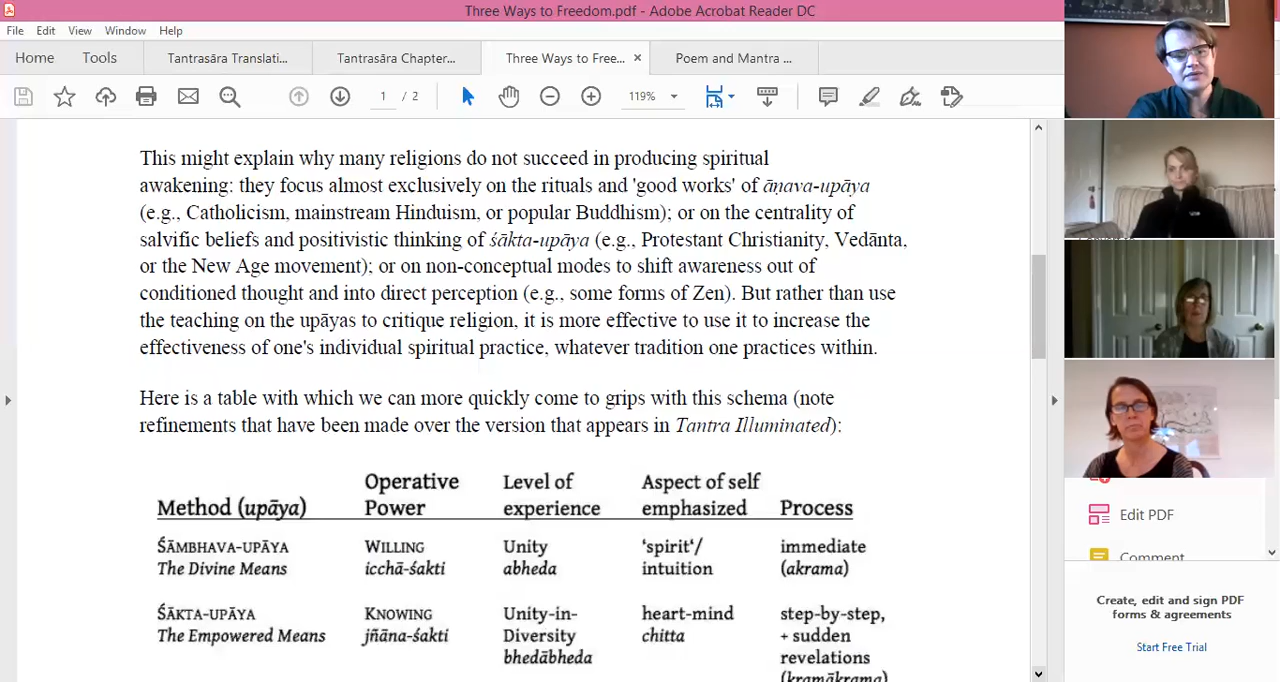 Three Ways to Freedom.pdf - Adobe Acrobat Reader DC
File Edit View Window Help
Home Tools Tantrasāra Translati... Tantrasāra Chapter... Three Ways to Free... × Poem and Mantra ...
1 / 2 119%
This might explain why many religions do not succeed in producing spiritual
awakening: they focus almost exclusively on the rituals and 'good works' of āṇava-upāya
(e.g., Catholicism, mainstream Hinduism, or popular Buddhism); or on the centrality of
salvific beliefs and positivistic thinking of śākta-upāya (e.g., Protestant Christianity, Vedānta,
or the New Age movement); or on non-conceptual modes to shift awareness out of
conditioned thought and into direct perception (e.g., some forms of Zen). But rather than use
the teaching on the upāyas to critique religion, it is more effective to use it to increase the
effectiveness of one's individual spiritual practice, whatever tradition one practices within.
Here is a table with which we can more quickly come to grips with this schema (note
refinements that have been made over the version that appears in Tantra Illuminated):
Method (upāya) Operative Power Level of experience Aspect of self emphasized Process
ŚĀMBHAVA-UPĀYA WILLING Unity 'spirit'/ immediate
The Divine Means icchā-śakti abheda intuition (akrama)
ŚĀKTA-UPĀYA KNOWING Unity-in- heart-mind step-by-step,
The Empowered Means jñāna-śakti Diversity chitta + sudden
bhedābheda revelations
(kramākrama)
Edit PDF
Comment
Create, edit and sign PDF
forms & agreements
Start Free Trial